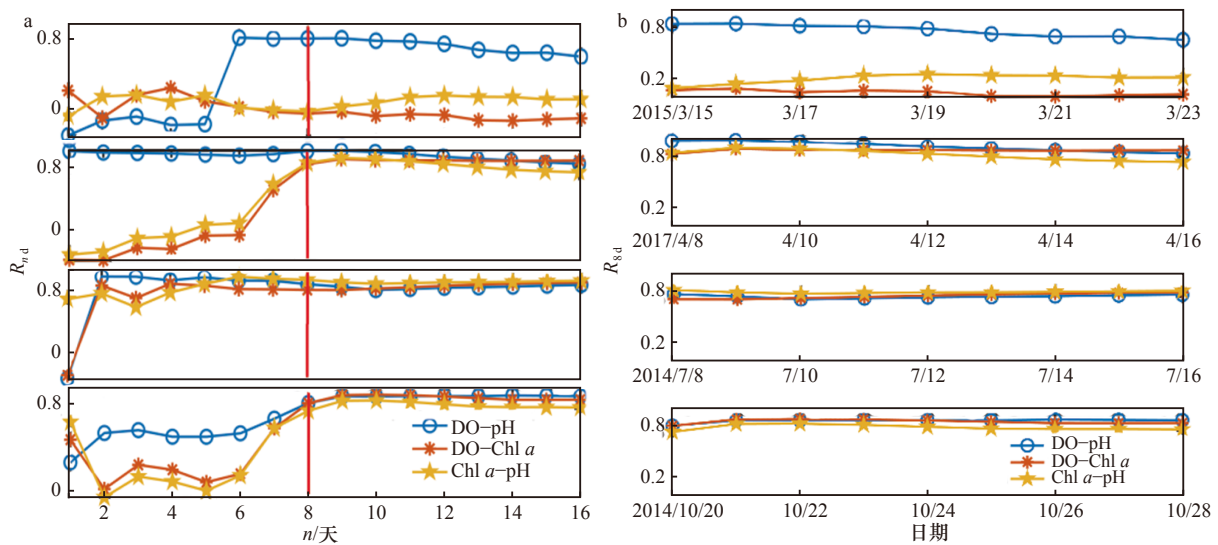 a
0.8
0
0.8
0
0.8
0
0.8
0
DO−pH
DO−Chl a
Chl a−pH
2 4 6 8 10 12 14 16
n/天
R_{n d}
b
0.8
0.2
2015/3/15 3/17 3/19 3/21 3/23
0.8
0.2
2017/4/8 4/10 4/12 4/14 4/16
0.8
0.2
2014/7/8 7/10 7/12 7/14 7/16
0.8
0.2
DO−pH
DO−Chl a
Chl a−pH
2014/10/20 10/22 10/24 10/26 10/28
日期
R_{8 d}